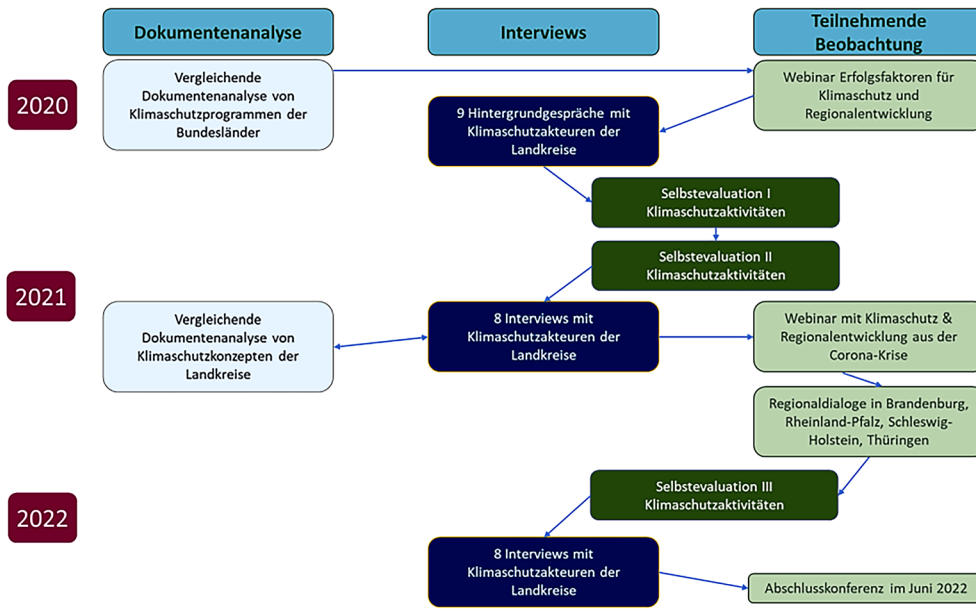 Dokumentenanalyse
Interviews
Teilnehmende
Beobachtung
2020
Vergleichende
Dokumentenanalyse von
Klimaschutzprogrammen der
Bundesländer
Webinar Erfolgsfaktoren für
Klimaschutz und
Regionalentwicklung
9 Hintergrundgespräche mit
Klimaschutzakteuren der
Landkreise
Selbstevaluation I
Klimaschutzaktivitäten
Selbstevaluation II
Klimaschutzaktivitäten
2021
Vergleichende
Dokumentenanalyse von
Klimaschutzkonzepten der
Landkreise
8 Interviews mit
Klimaschutzakteuren der
Landkreise
Webinar mit Klimaschutz &
Regionalentwicklung aus der
Corona-Krise
Regionaldialoge in Brandenburg,
Rheinland-Pfalz, Schleswig-
Holstein, Thüringen
2022
Selbstevaluation III
Klimaschutzaktivitäten
8 Interviews mit
Klimaschutzakteuren der
Landkreise
Abschlusskonferenz im Juni 2022